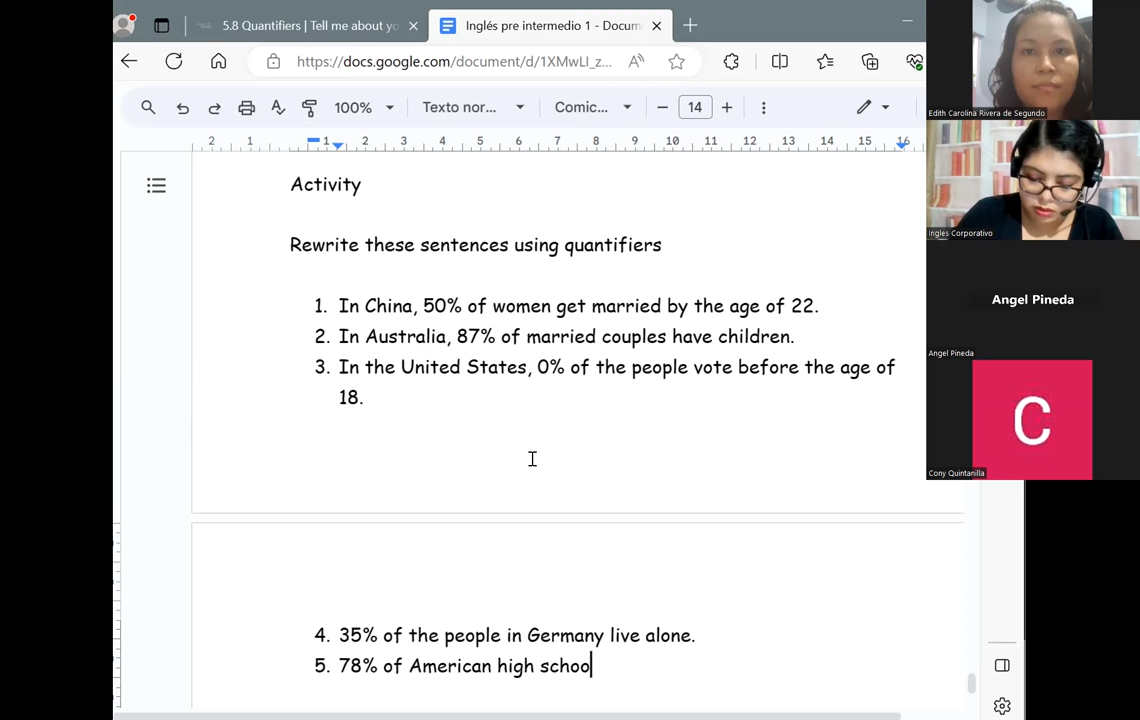 5.8 Quantifiers | Tell me about yo
Inglés pre intermedio 1 - Docum
https://docs.google.com/document/d/1XMwLI_z...
100%
Texto nor...
Comic...
14
2 1 1 2 3 4 5 6 7 8 9 10 11 12 13 14 15 16
Activity
Rewrite these sentences using quantifiers
1. In China, 50% of women get married by the age of 22.
2. In Australia, 87% of married couples have children.
3. In the United States, 0% of the people vote before the age of
18.
4. 35% of the people in Germany live alone.
5. 78% of American high schoo
Edith Carolina Rivera de Segundo
Ingles Corporativo
Angel Pineda
Angel Pineda
C
Cony Quintanilla